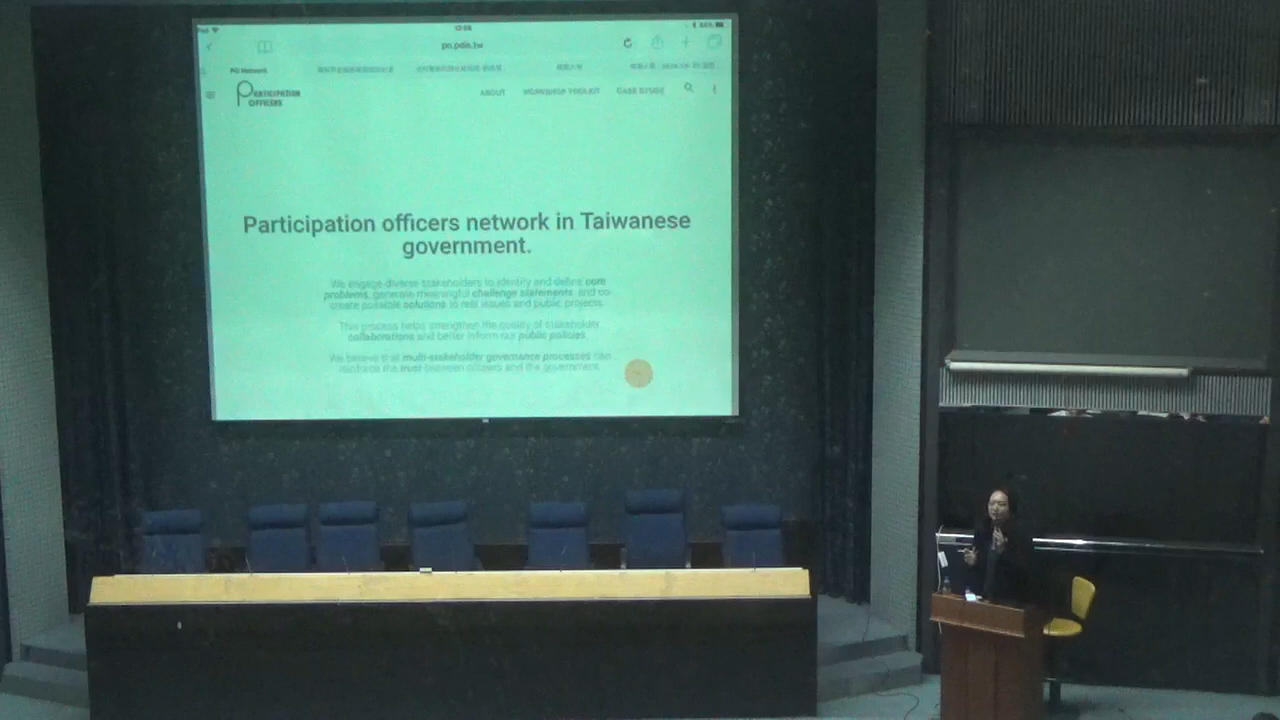 po.pdis.tw
PO Network
PARTICIPATION
OFFICERS
ABOUT WORKSHOP TOOLKIT CASE STUDIE
Participation officers network in Taiwanese
government.
We engage diverse stakeholders to identify and define core
problems, generate meaningful challenge statements, and co-
create possible solutions to real issues and public projects.
This process helps strengthen the quality of stakeholder
collaborations and better inform our public policies.
We believe that multi-stakeholder governance processes can
reinforce the trust between citizens and the government.